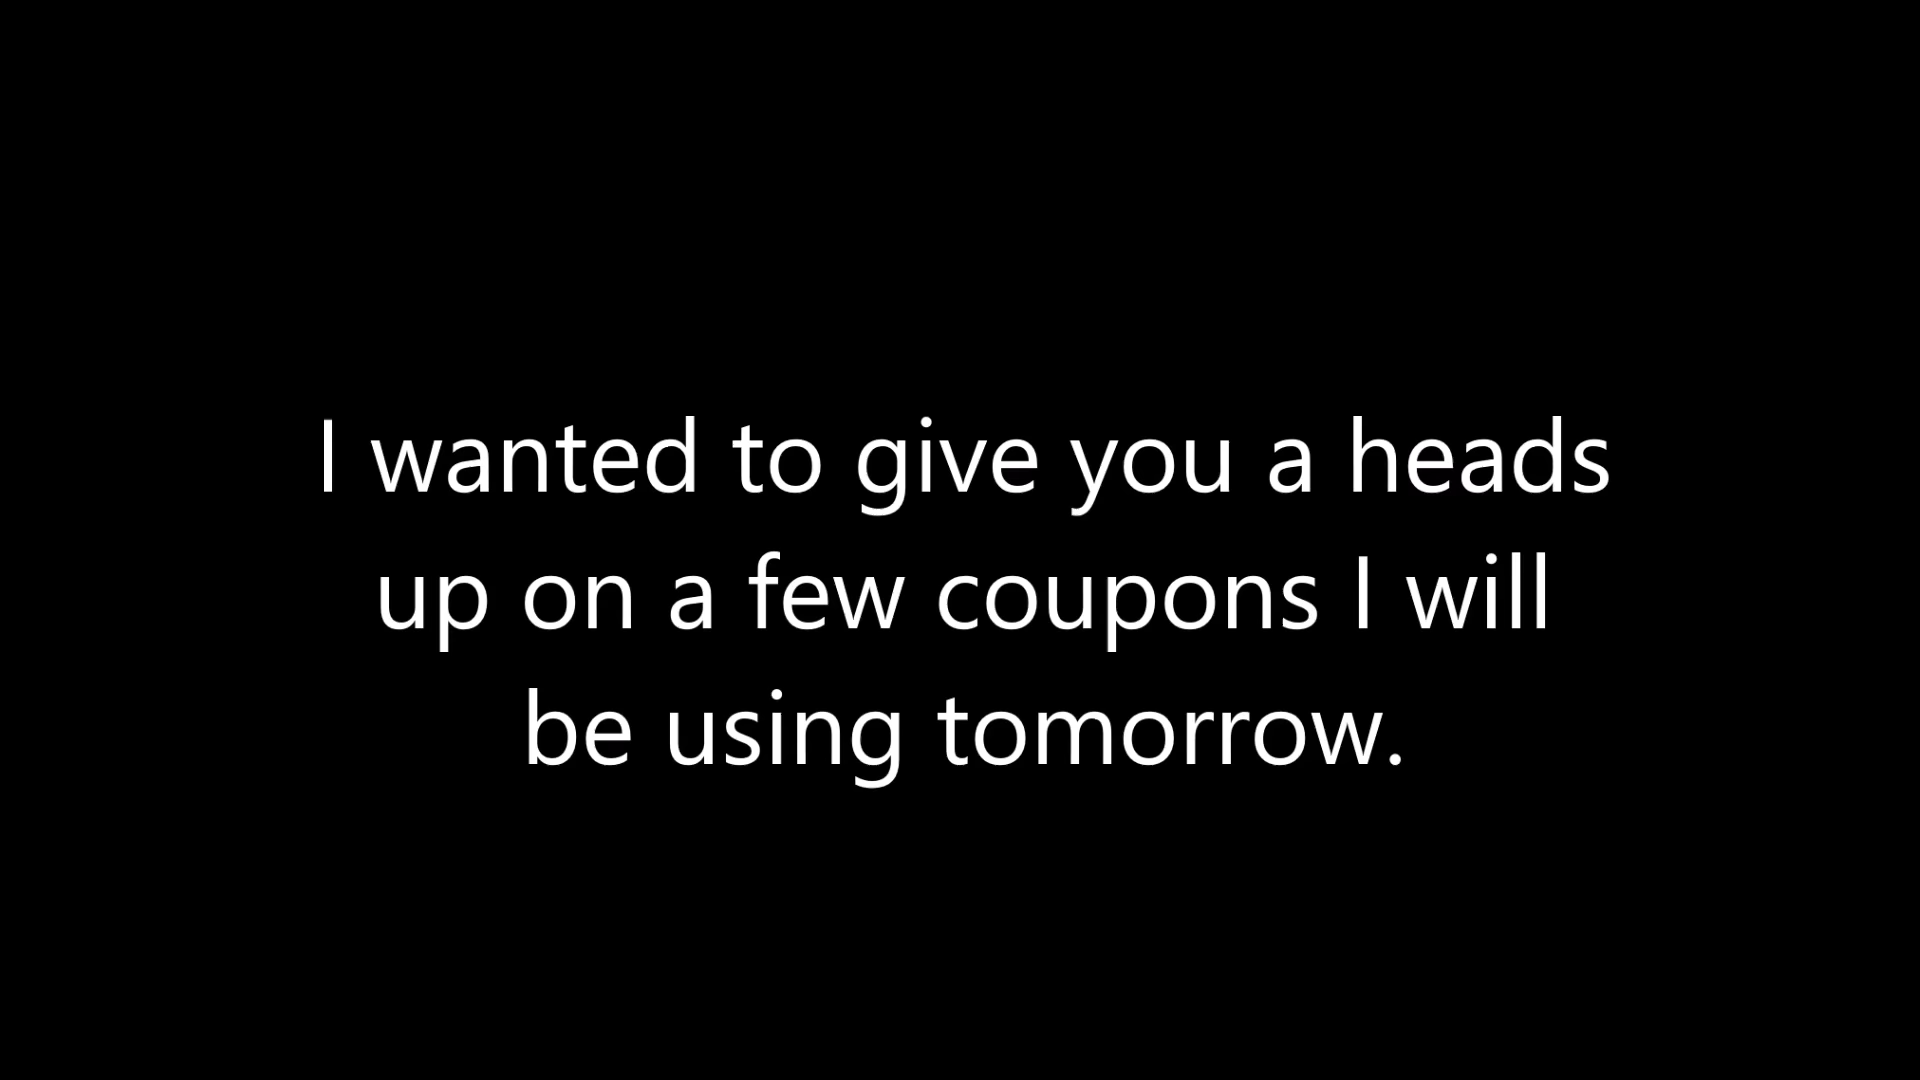 I wanted to give you a heads
up on a few coupons I will
be using tomorrow.